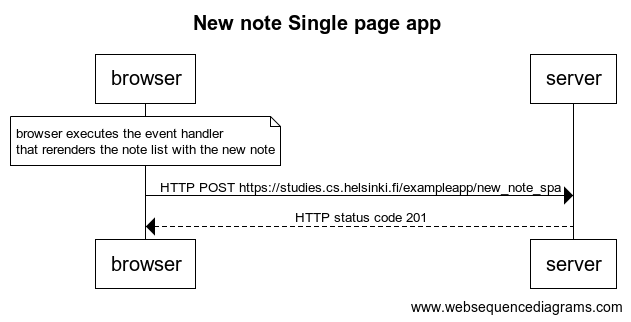 New note Single page app
browser
server
browser executes the event handler
that rerenders the note list with the new note
HTTP POST https://studies.cs.helsinki.fi/exampleapp/new_note_spa
HTTP status code 201
browser
server
www.websequencediagrams.com